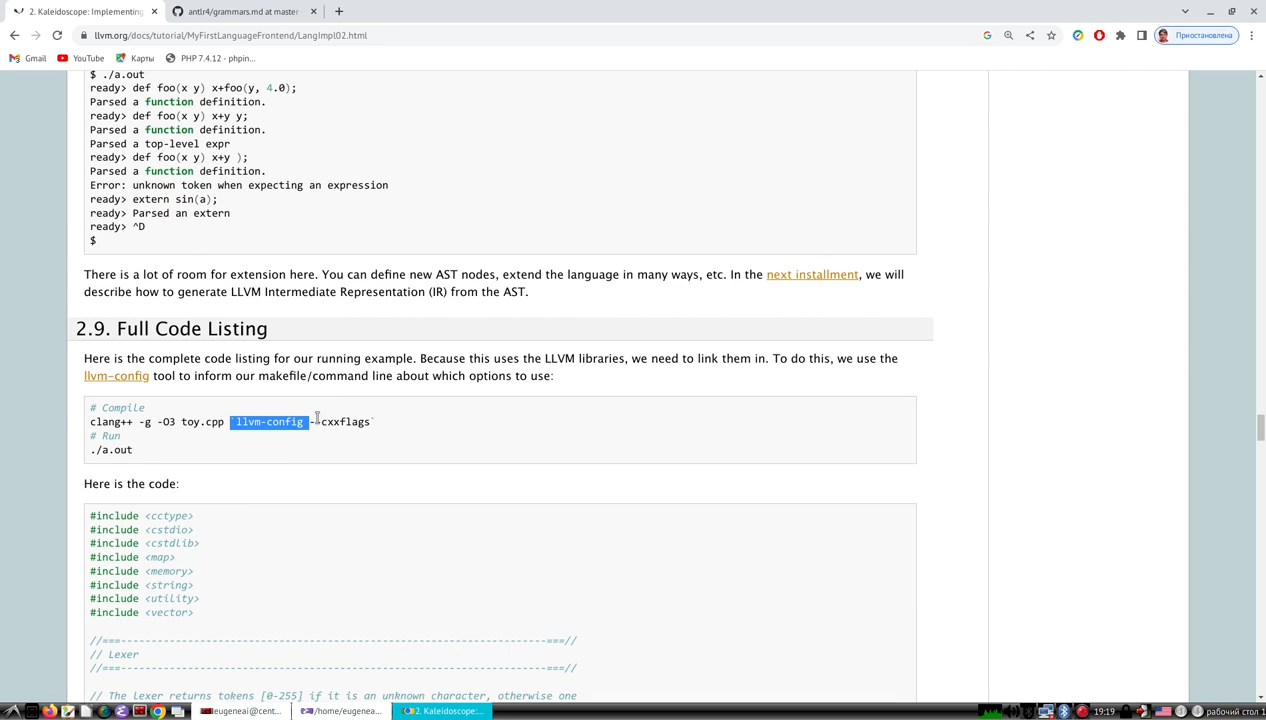 2. Kaleidoscope: Implementing
antlr4/grammars.md at master
llvm.org/docs/tutorial/MyFirstLanguageFrontend/LangImpl02.html
Приостановлена
Gmail
YouTube
Карты
PHP 7.4.12 - phpin...
$ ./a.out
ready> def foo(x y) x+foo(y, 4.0);
Parsed a function definition.
ready> def foo(x y) x+y y;
Parsed a function definition.
Parsed a top-level expr
ready> def foo(x y) x+y );
Parsed a function definition.
Error: unknown token when expecting an expression
ready> extern sin(a);
ready> Parsed an extern
ready> ^D
$
There is a lot of room for extension here. You can define new AST nodes, extend the language in many ways, etc. In the next installment, we will
describe how to generate LLVM Intermediate Representation (IR) from the AST.
2.9. Full Code Listing
Here is the complete code listing for our running example. Because this uses the LLVM libraries, we need to link them in. To do this, we use the
llvm-config tool to inform our makefile/command line about which options to use:
# Compile
clang++ -g -O3 toy.cpp `llvm-config --cxxflags`
# Run
./a.out
Here is the code:
#include <cctype>
#include <cstdio>
#include <cstdlib>
#include <map>
#include <memory>
#include <string>
#include <utility>
#include <vector>
//===----------------------------------------------------------------------===//
// Lexer
//===----------------------------------------------------------------------===//
// The lexer returns tokens [0-255] if it is an unknown character, otherwise one
eugeneai@cent...
/home/eugenea...
2. Kaleidoscope:...
19:19
рабочий стол 1